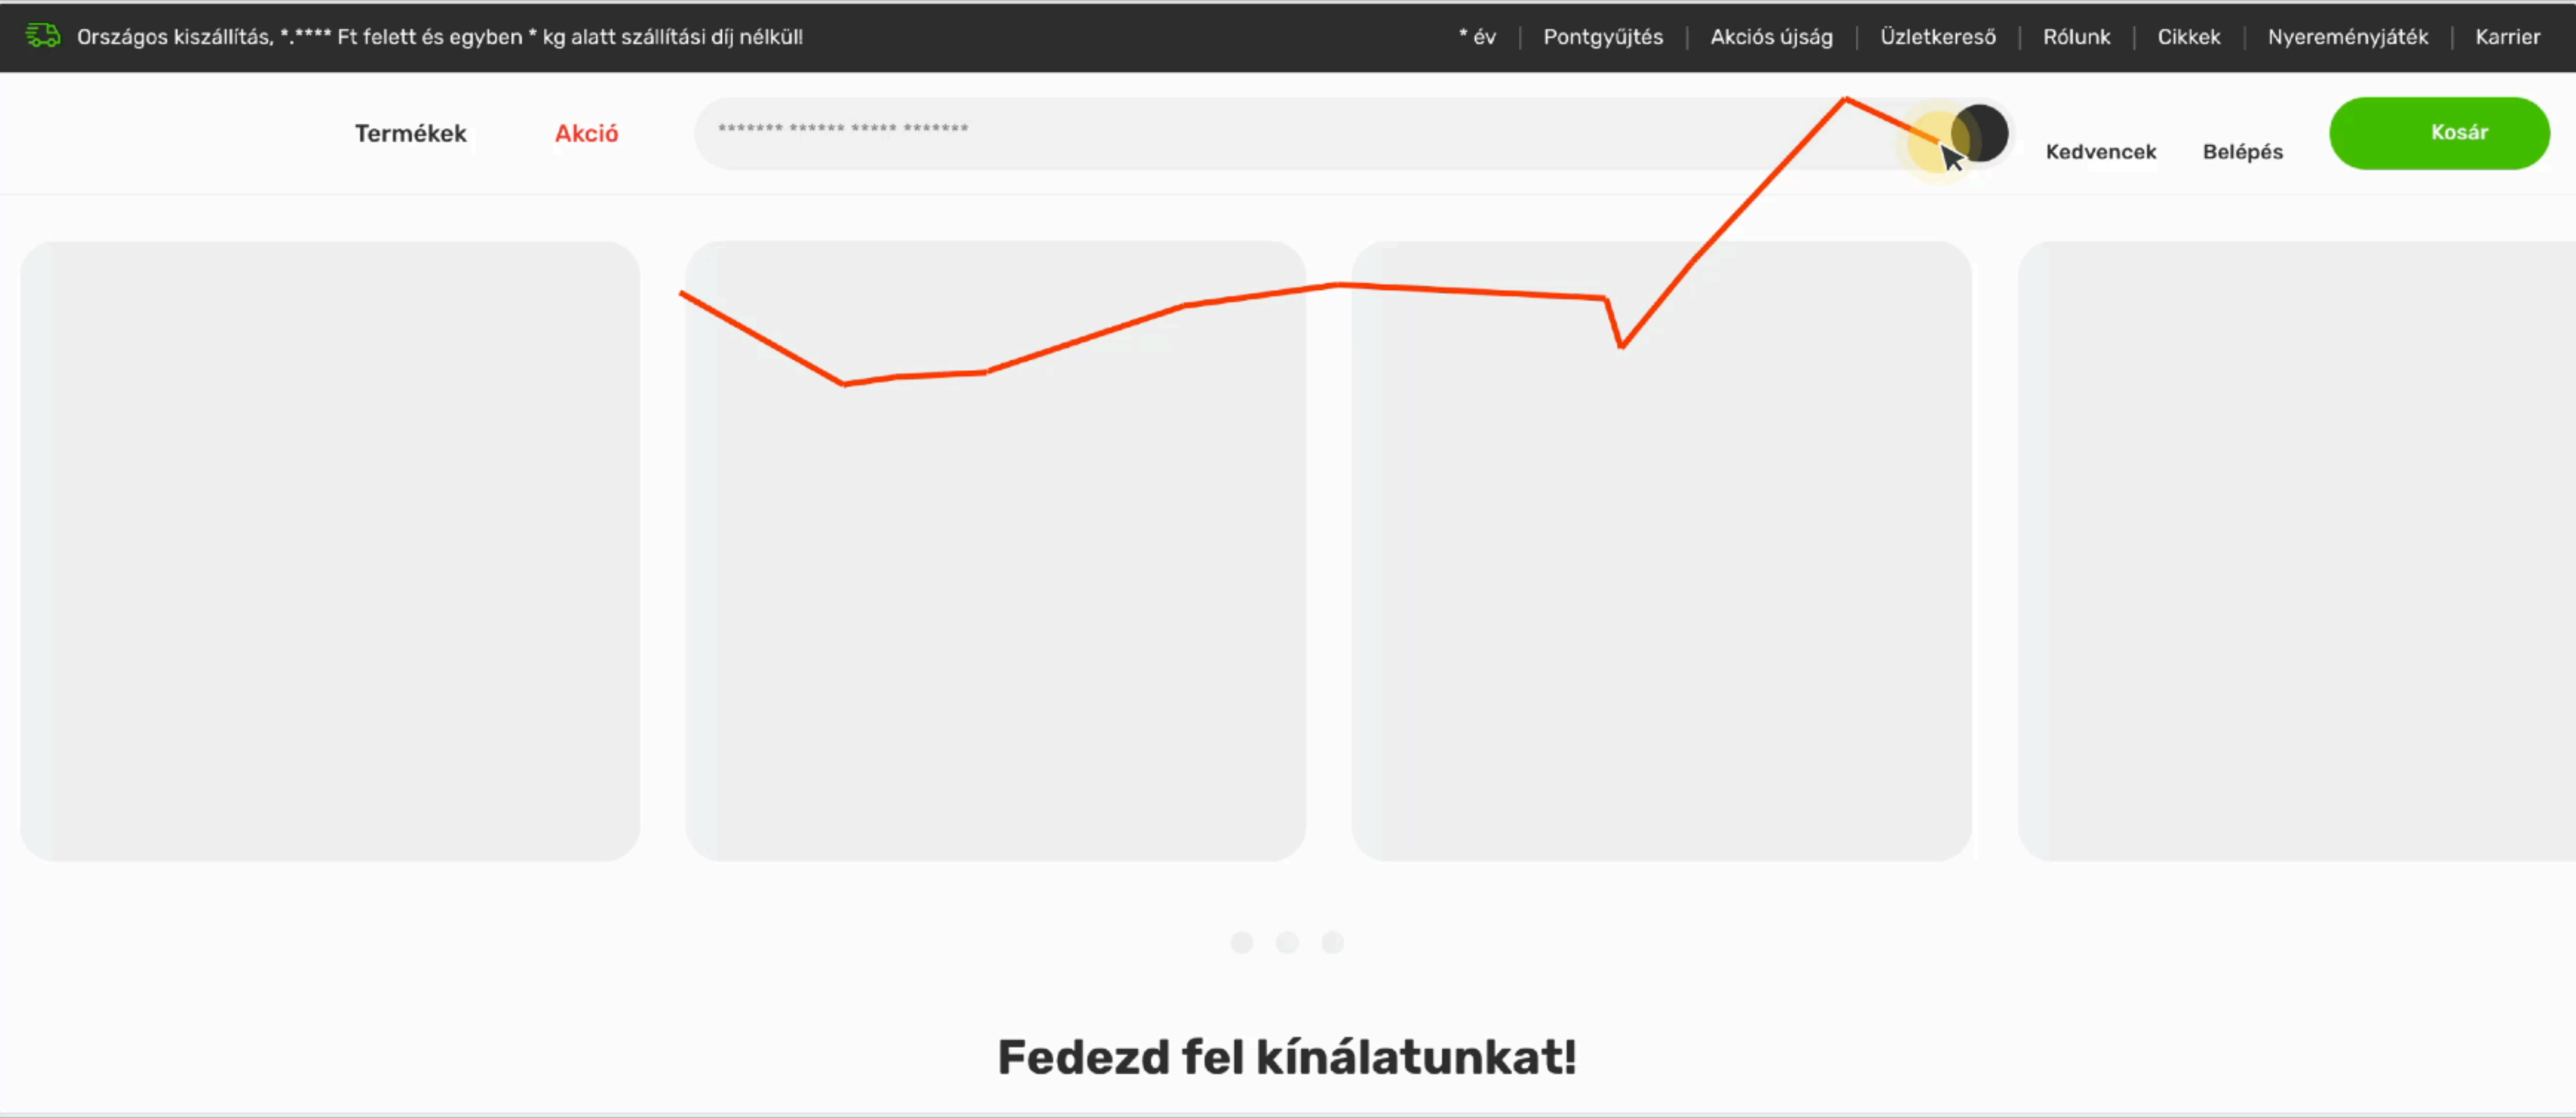 Országos kiszállítás, *.**** Ft felett és egyben * kg alatt szállítási díj nélkül!
* év
Pontgyűjtés
Akciós újság
Üzletkereső
Rólunk
Cikkek
Nyereményjáték
Karrier
Termékek
Akció
******* ****** ***** *******
Kedvencek
Belépés
Kosár
Fedezd fel kínálatunkat!